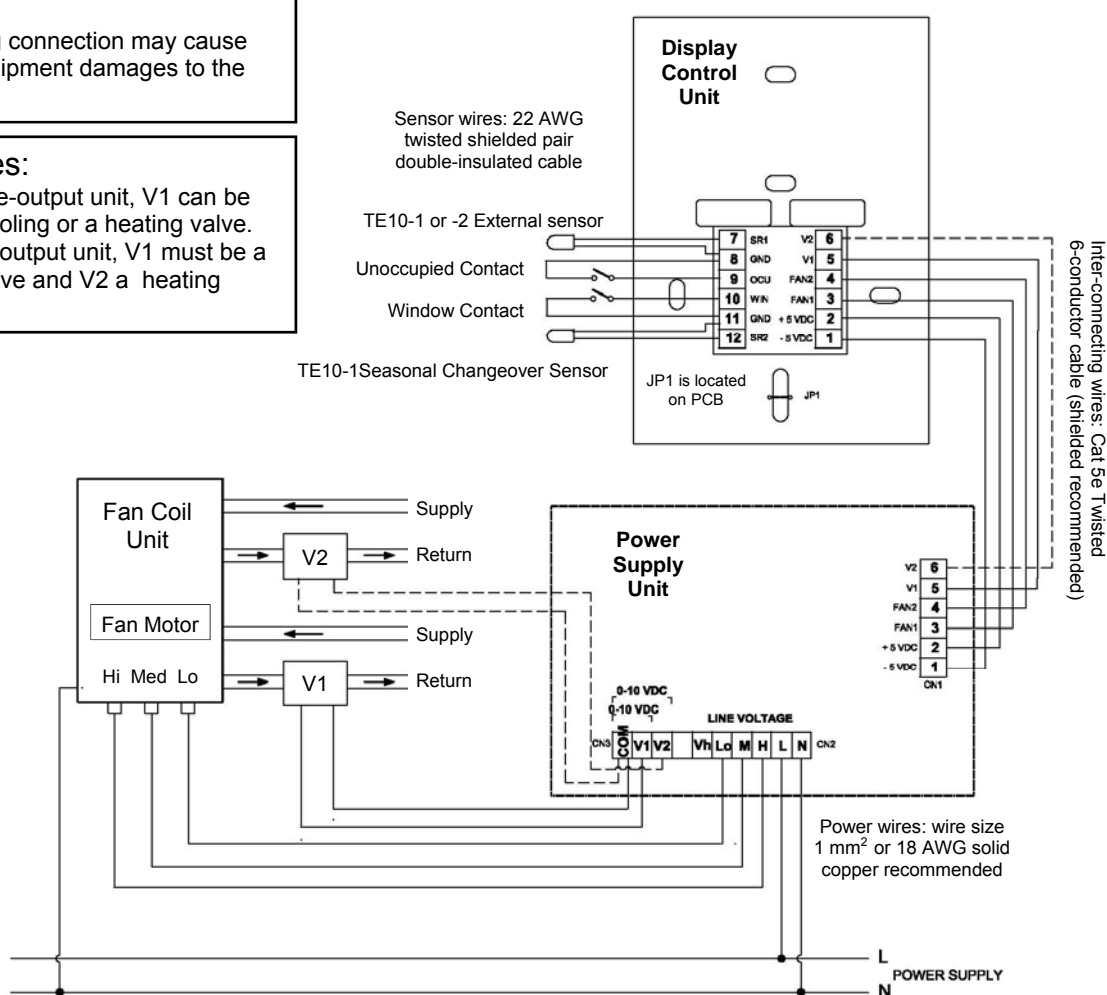 g connection may cause
ipment damages to the
es:
e-output unit, V1 can be
oling or a heating valve.
output unit, V1 must be a
ve and V2 a heating
Display
Control
Unit
Sensor wires: 22 AWG
twisted shielded pair
double-insulated cable
TE10-1 or -2 External sensor
Unoccupied Contact
Window Contact
TE10-1Seasonal Changeover Sensor
7 SR1 V2 6
8 GND V1 5
9 OCU FAN2 4
10 WIN FAN1 3
11 GND + 5 VDC 2
12 SR2 - 5 VDC 1
JP1 is located
on PCB
JP1
Inter-connecting wires: Cat 5e Twisted
6-conductor cable (shielded recommended)
Fan Coil
Unit
Supply
V2
Return
Fan Motor
Supply
Hi Med Lo
V1
Return
Power
Supply
Unit
V2 6
V1 5
FAN2 4
FAN1 3
+ 5 VDC 2
- 5 VDC 1
CN1
0-10 VDC
0-10 VDC
LINE VOLTAGE
CN3 COM V1 V2 Vh Lo M H L N CN2
Power wires: wire size
1 mm² or 18 AWG solid
copper recommended
L
POWER SUPPLY
N